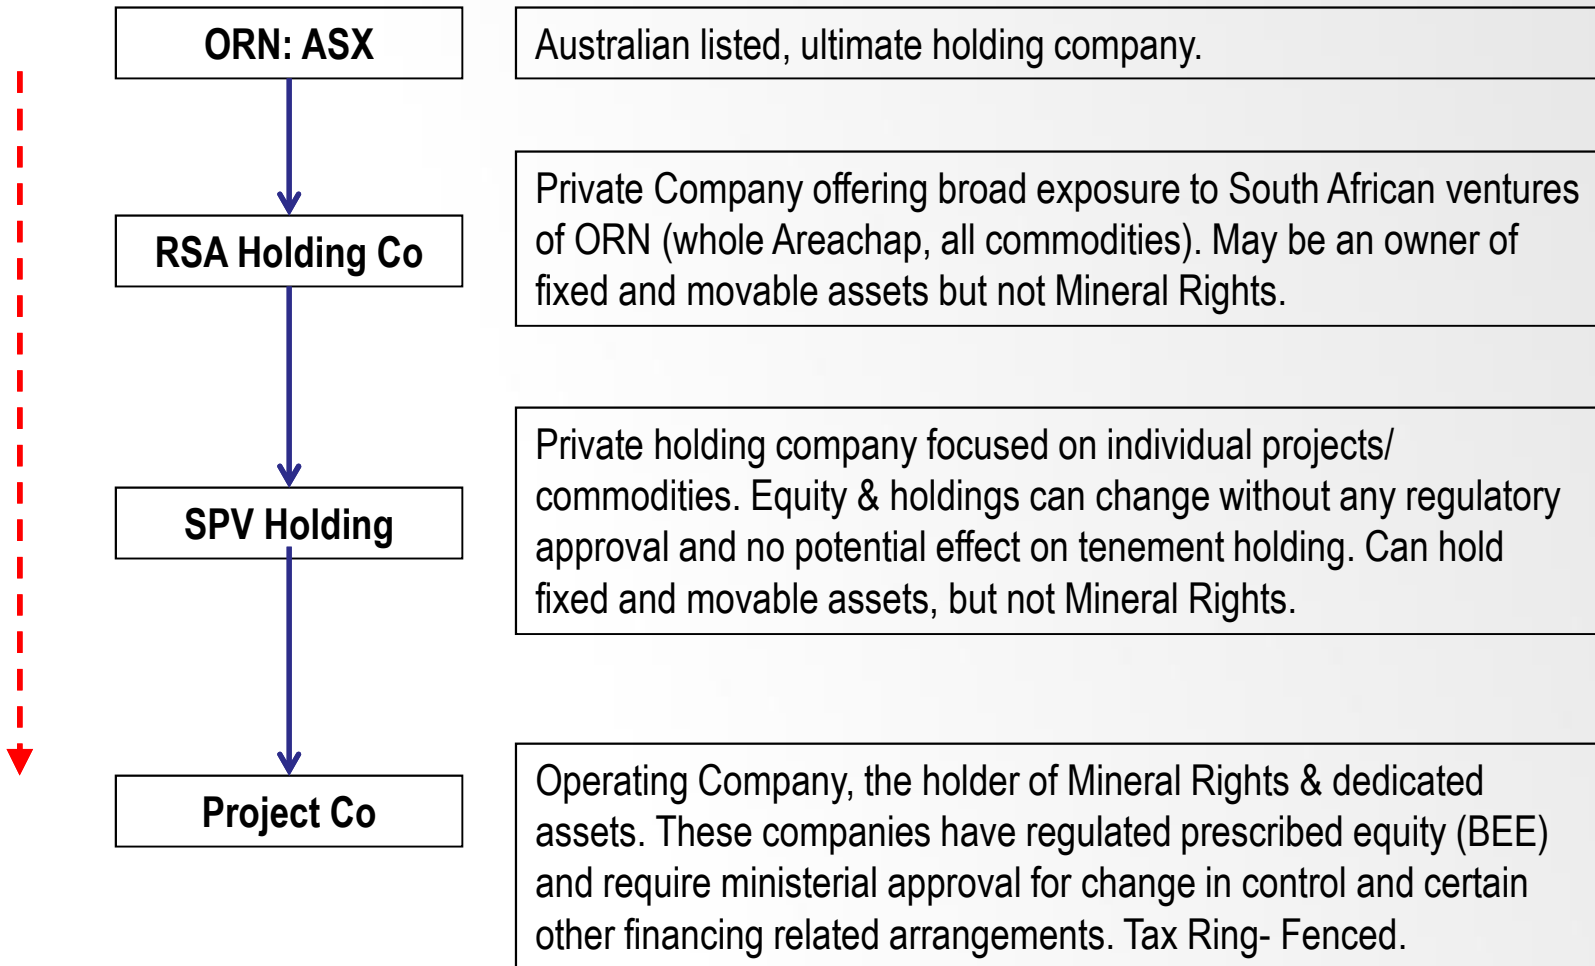 ORN: ASX
Australian listed, ultimate holding company.
RSA Holding Co
Private Company offering broad exposure to South African ventures
of ORN (whole Areachap, all commodities). May be an owner of
fixed and movable assets but not Mineral Rights.
SPV Holding
Private holding company focused on individual projects/
commodities. Equity & holdings can change without any regulatory
approval and no potential effect on tenement holding. Can hold
fixed and movable assets, but not Mineral Rights.
Project Co
Operating Company, the holder of Mineral Rights & dedicated
assets. These companies have regulated prescribed equity (BEE)
and require ministerial approval for change in control and certain
other financing related arrangements. Tax Ring- Fenced.